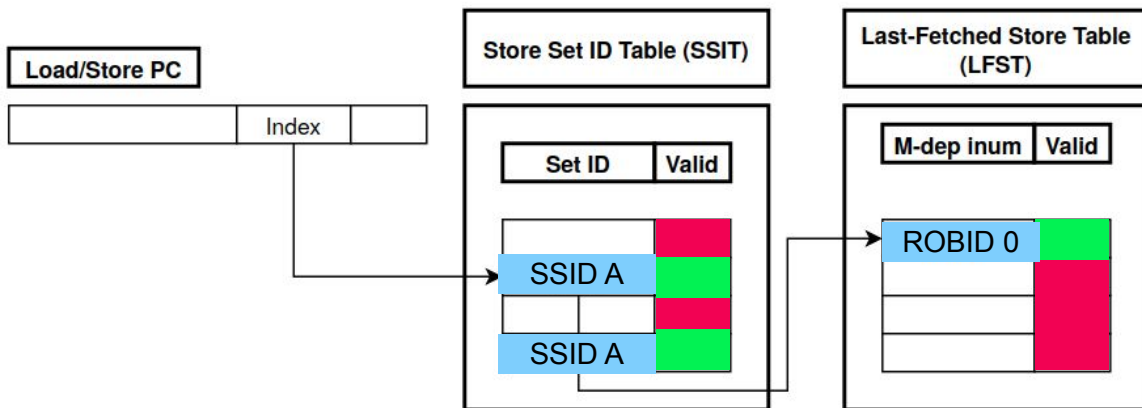 Load/Store PC
Index
Store Set ID Table (SSIT)
Set ID
Valid
SSID A
SSID A
Last-Fetched Store Table
(LFST)
M-dep inum
Valid
ROBID 0